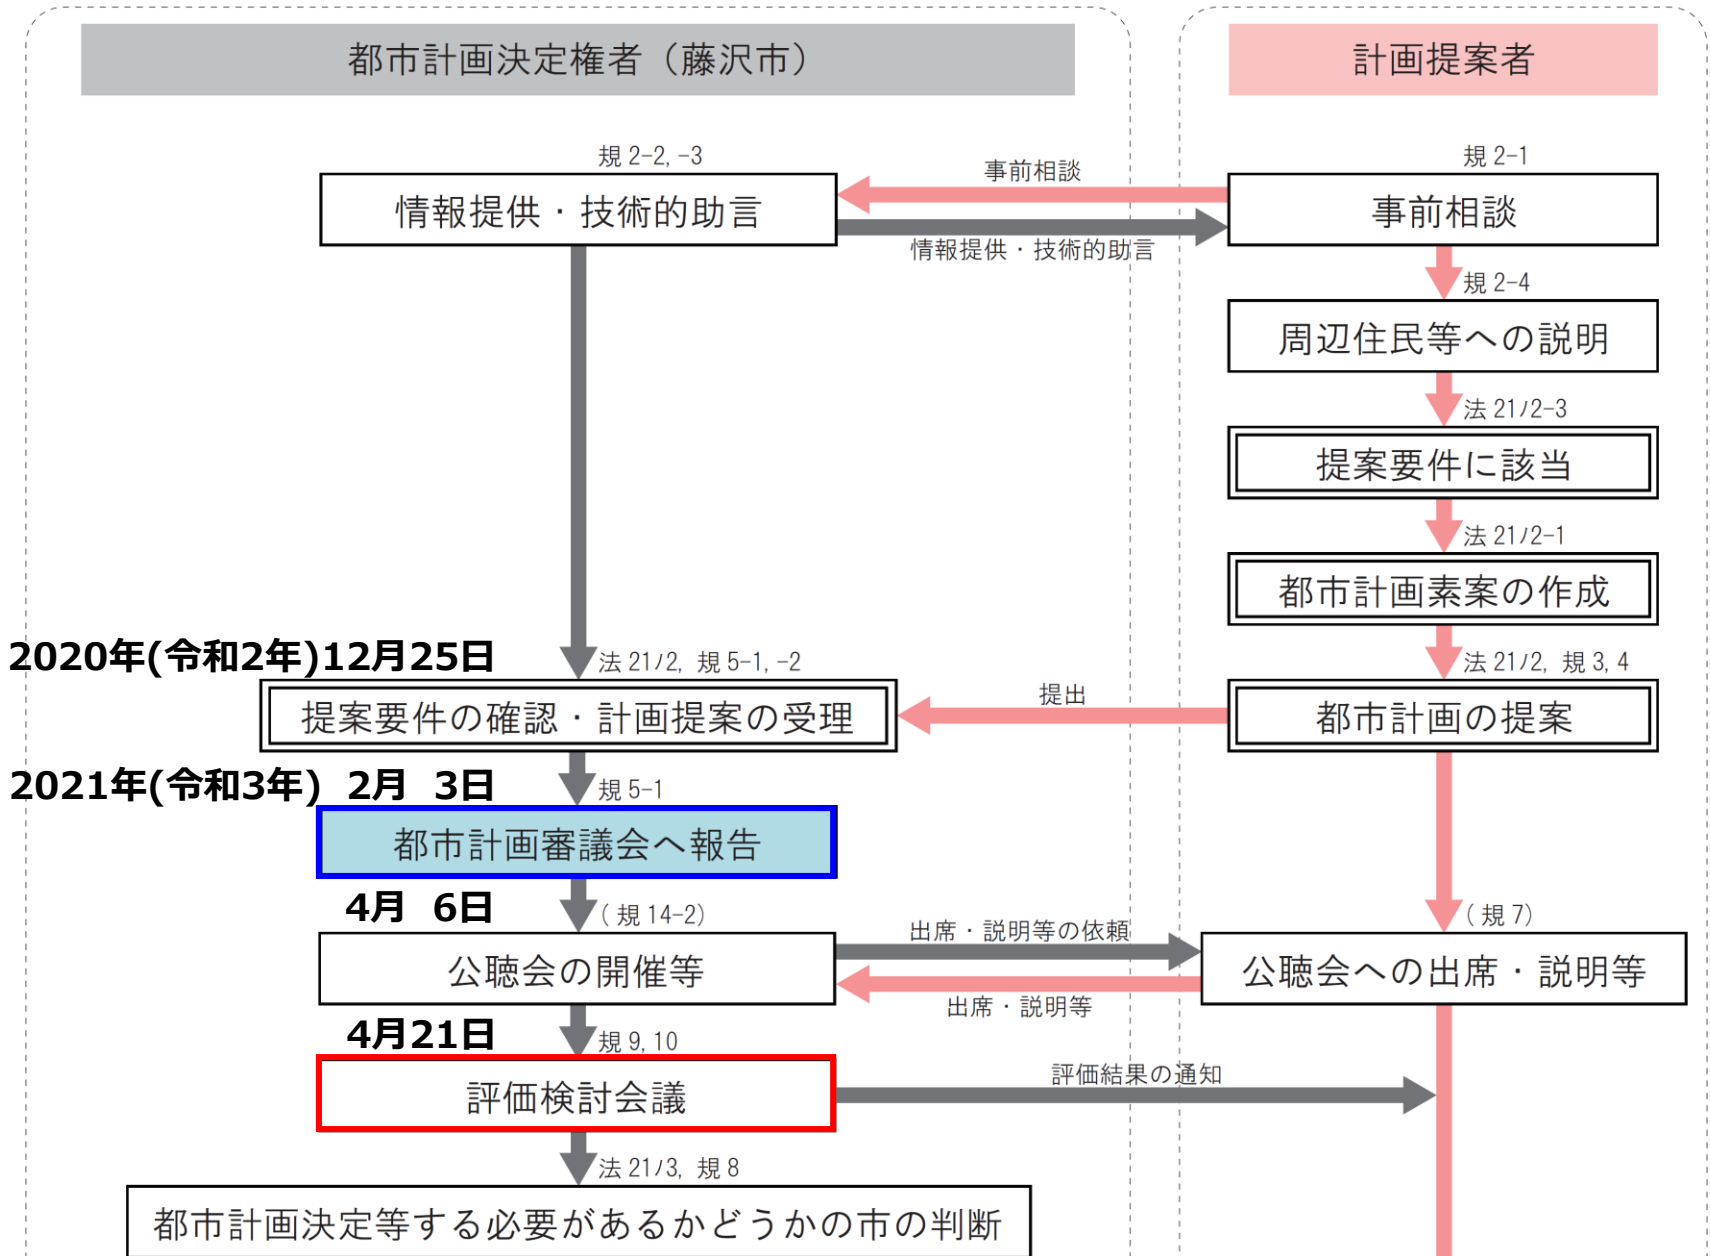 都市計画決定権者（藤沢市）
計画提案者
規 2-2, -3
事前相談
規 2-1
情報提供・技術的助言
事前相談
情報提供・技術的助言
規 2-4
周辺住民等への説明
法 21/2-3
提案要件に該当
法 21/2-1
都市計画素案の作成
2020年(令和2年)12月25日
法 21/2, 規 5-1, -2
法 21/2, 規 3, 4
提出
提案要件の確認・計画提案の受理
都市計画の提案
2021年(令和3年) 2月 3日
規 5-1
都市計画審議会へ報告
4月 6日
( 規 14-2)
( 規 7)
出席・説明等の依頼
公聴会の開催等
公聴会への出席・説明等
出席・説明等
4月21日
規 9, 10
評価結果の通知
評価検討会議
法 21/3, 規 8
都市計画決定等する必要があるかどうかの市の判断